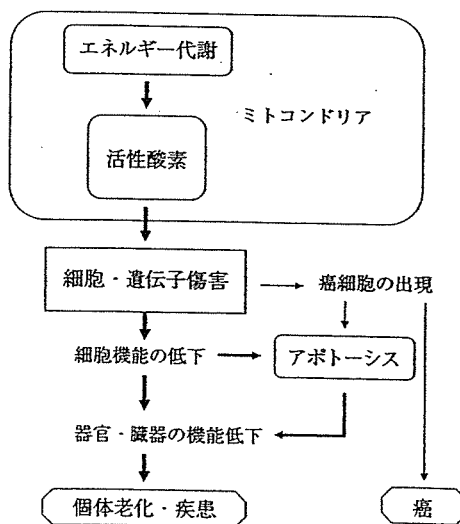 エネルギー代謝
ミトコンドリア
活性酸素
細胞・遺伝子傷害
癌細胞の出現
細胞機能の低下
アポトーシス
器官・臓器の機能低下
個体老化・疾患
癌